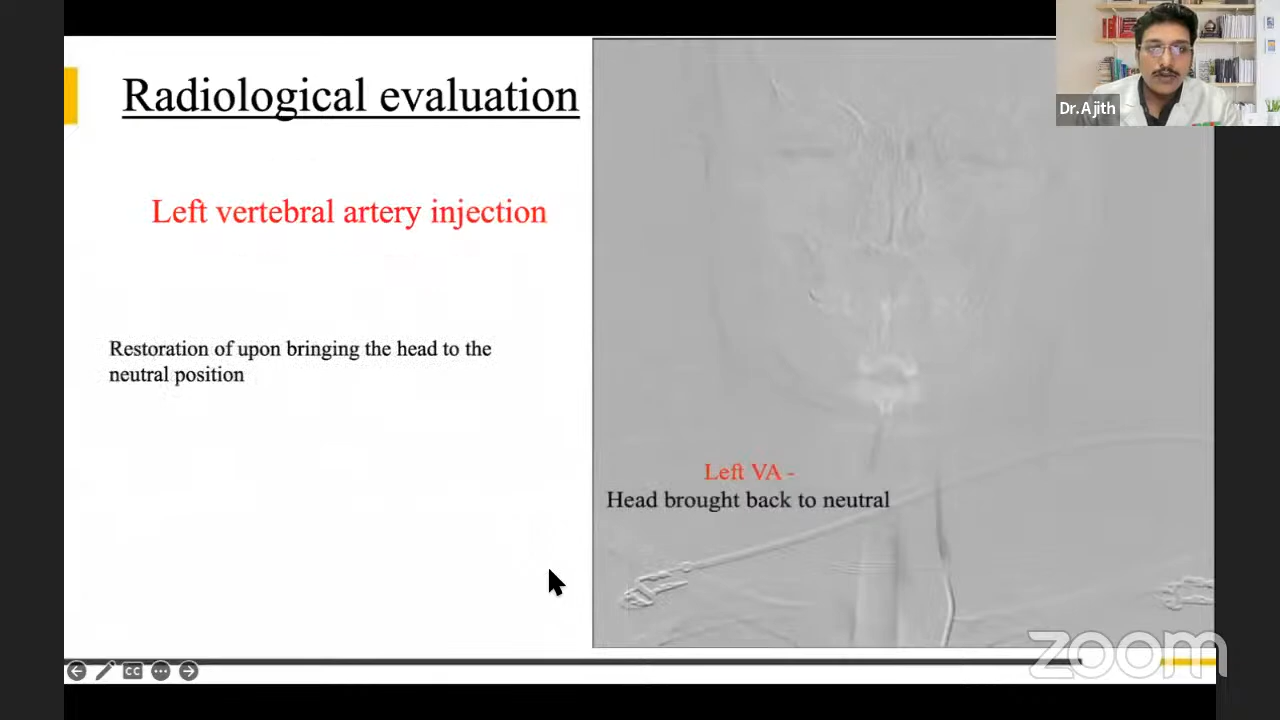 Radiological evaluation
Left vertebral artery injection
Restoration of upon bringing the head to the
neutral position
Left VA -
Head brought back to neutral
Dr.Ajith
CC
zoom